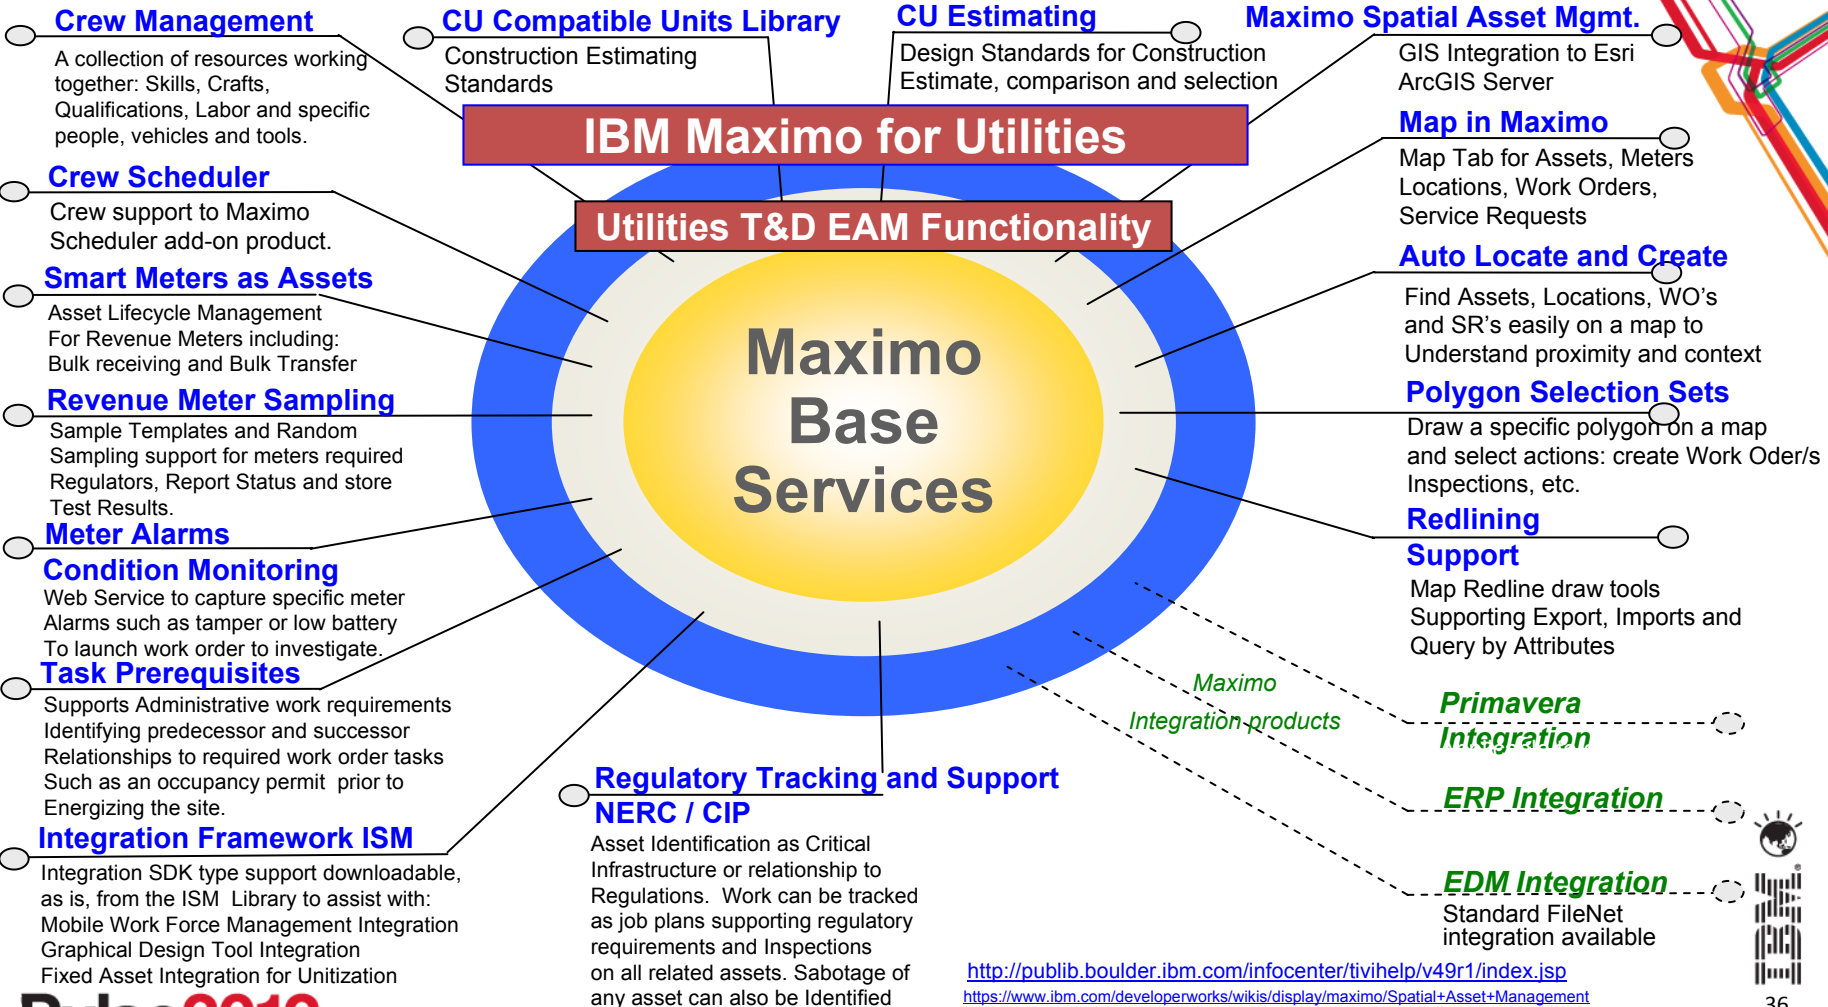 Crew Management
A collection of resources working
together: Skills, Crafts,
Qualifications, Labor and specific
people, vehicles and tools.
CU Compatible Units Library
Construction Estimating
Standards
CU Estimating
Design Standards for Construction
Estimate, comparison and selection
Maximo Spatial Asset Mgmt.
GIS Integration to Esri
ArcGIS Server
IBM Maximo for Utilities
Utilities T&D EAM Functionality
Maximo
Base
Services
Crew Scheduler
Crew support to Maximo
Scheduler add-on product.
Smart Meters as Assets
Asset Lifecycle Management
For Revenue Meters including:
Bulk receiving and Bulk Transfer
Revenue Meter Sampling
Sample Templates and Random
Sampling support for meters required
Regulators, Report Status and store
Test Results.
Meter Alarms
Condition Monitoring
Web Service to capture specific meter
Alarms such as tamper or low battery
To launch work order to investigate.
Task Prerequisites
Supports Administrative work requirements
Identifying predecessor and successor
Relationships to required work order tasks
Such as an occupancy permit prior to
Energizing the site.
Integration Framework ISM
Integration SDK type support downloadable,
as is, from the ISM Library to assist with:
Mobile Work Force Management Integration
Graphical Design Tool Integration
Fixed Asset Integration for Unitization
Map in Maximo
Map Tab for Assets, Meters
Locations, Work Orders,
Service Requests
Auto Locate and Create
Find Assets, Locations, WO's
and SR's easily on a map to
Understand proximity and context
Polygon Selection Sets
Draw a specific polygon on a map
and select actions: create Work Oder/s
Inspections, etc.
Redlining
Support
Map Redline draw tools
Supporting Export, Imports and
Query by Attributes
Maximo
Integration products
Primavera
Integration
ERP Integration
EDM Integration
Standard FileNet
integration available
Regulatory Tracking and Support
NERC / CIP
Asset Identification as Critical
Infrastructure or relationship to
Regulations. Work can be tracked
as job plans supporting regulatory
requirements and Inspections
on all related assets. Sabotage of
any asset can also be Identified
http://publib.boulder.ibm.com/infocenter/tivihelp/v49r1/index.jsp
https://www.ibm.com/developerworks/wikis/display/maximo/Spatial+Asset+Management
Pulse2012
IBM
36